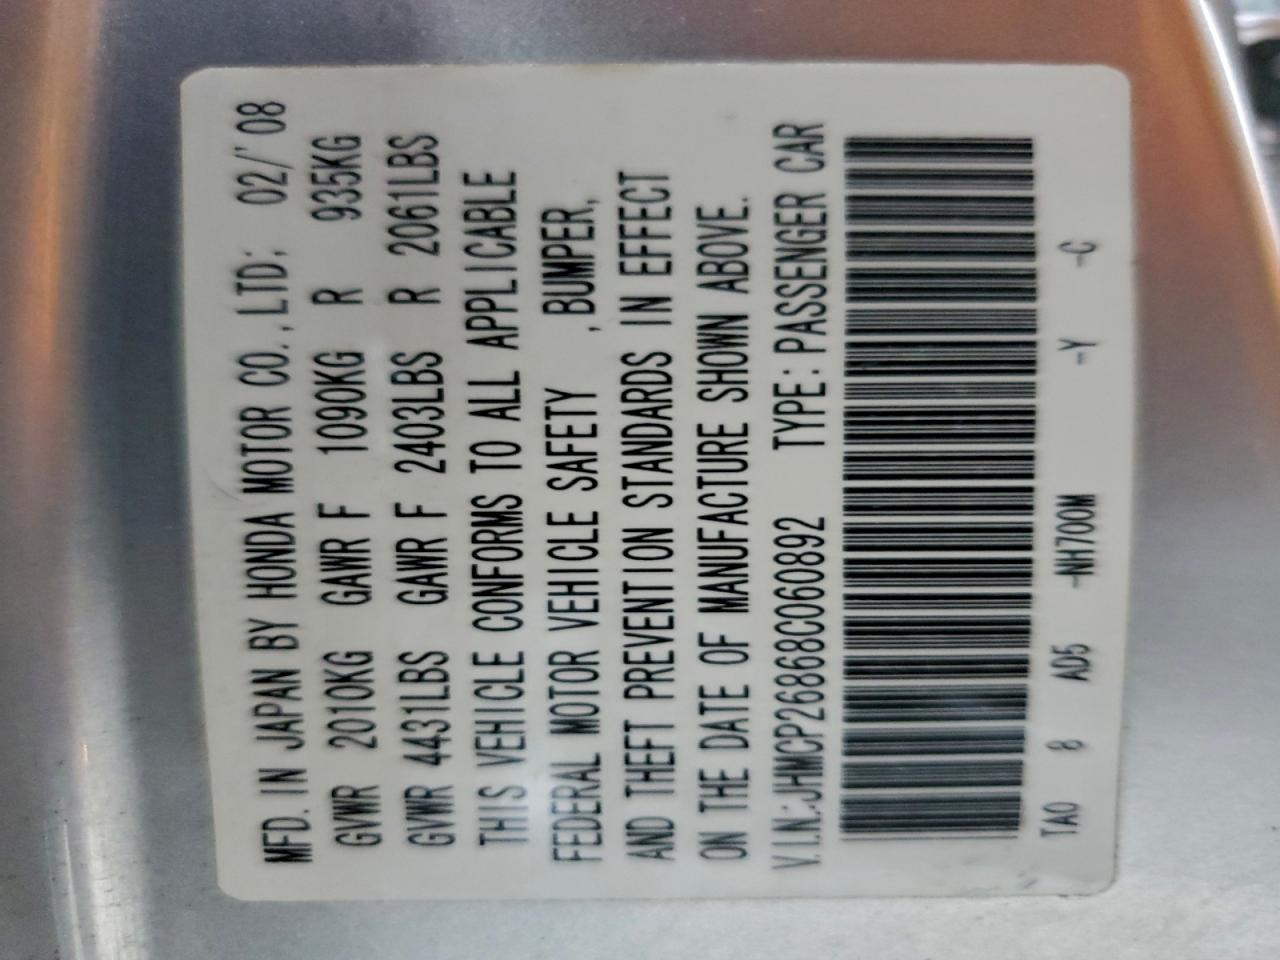 MFD. IN JAPAN BY HONDA MOTOR CO., LTD; 02/'08
GVWR 2010KG GAWR F 1090KG R 935KG
GVWR 4431LBS GAWR F 2403LBS R 2061LBS
THIS VEHICLE CONFORMS TO ALL APPLICABLE
FEDERAL MOTOR VEHICLE SAFETY ,BUMPER,
AND THEFT PREVENTION STANDARDS IN EFFECT
ON THE DATE OF MANUFACTURE SHOWN ABOVE.
V.I.N.:JHMCP26868C060892 TYPE: PASSENGER CAR
TA0 8 AD5 -NH700M -Y -C